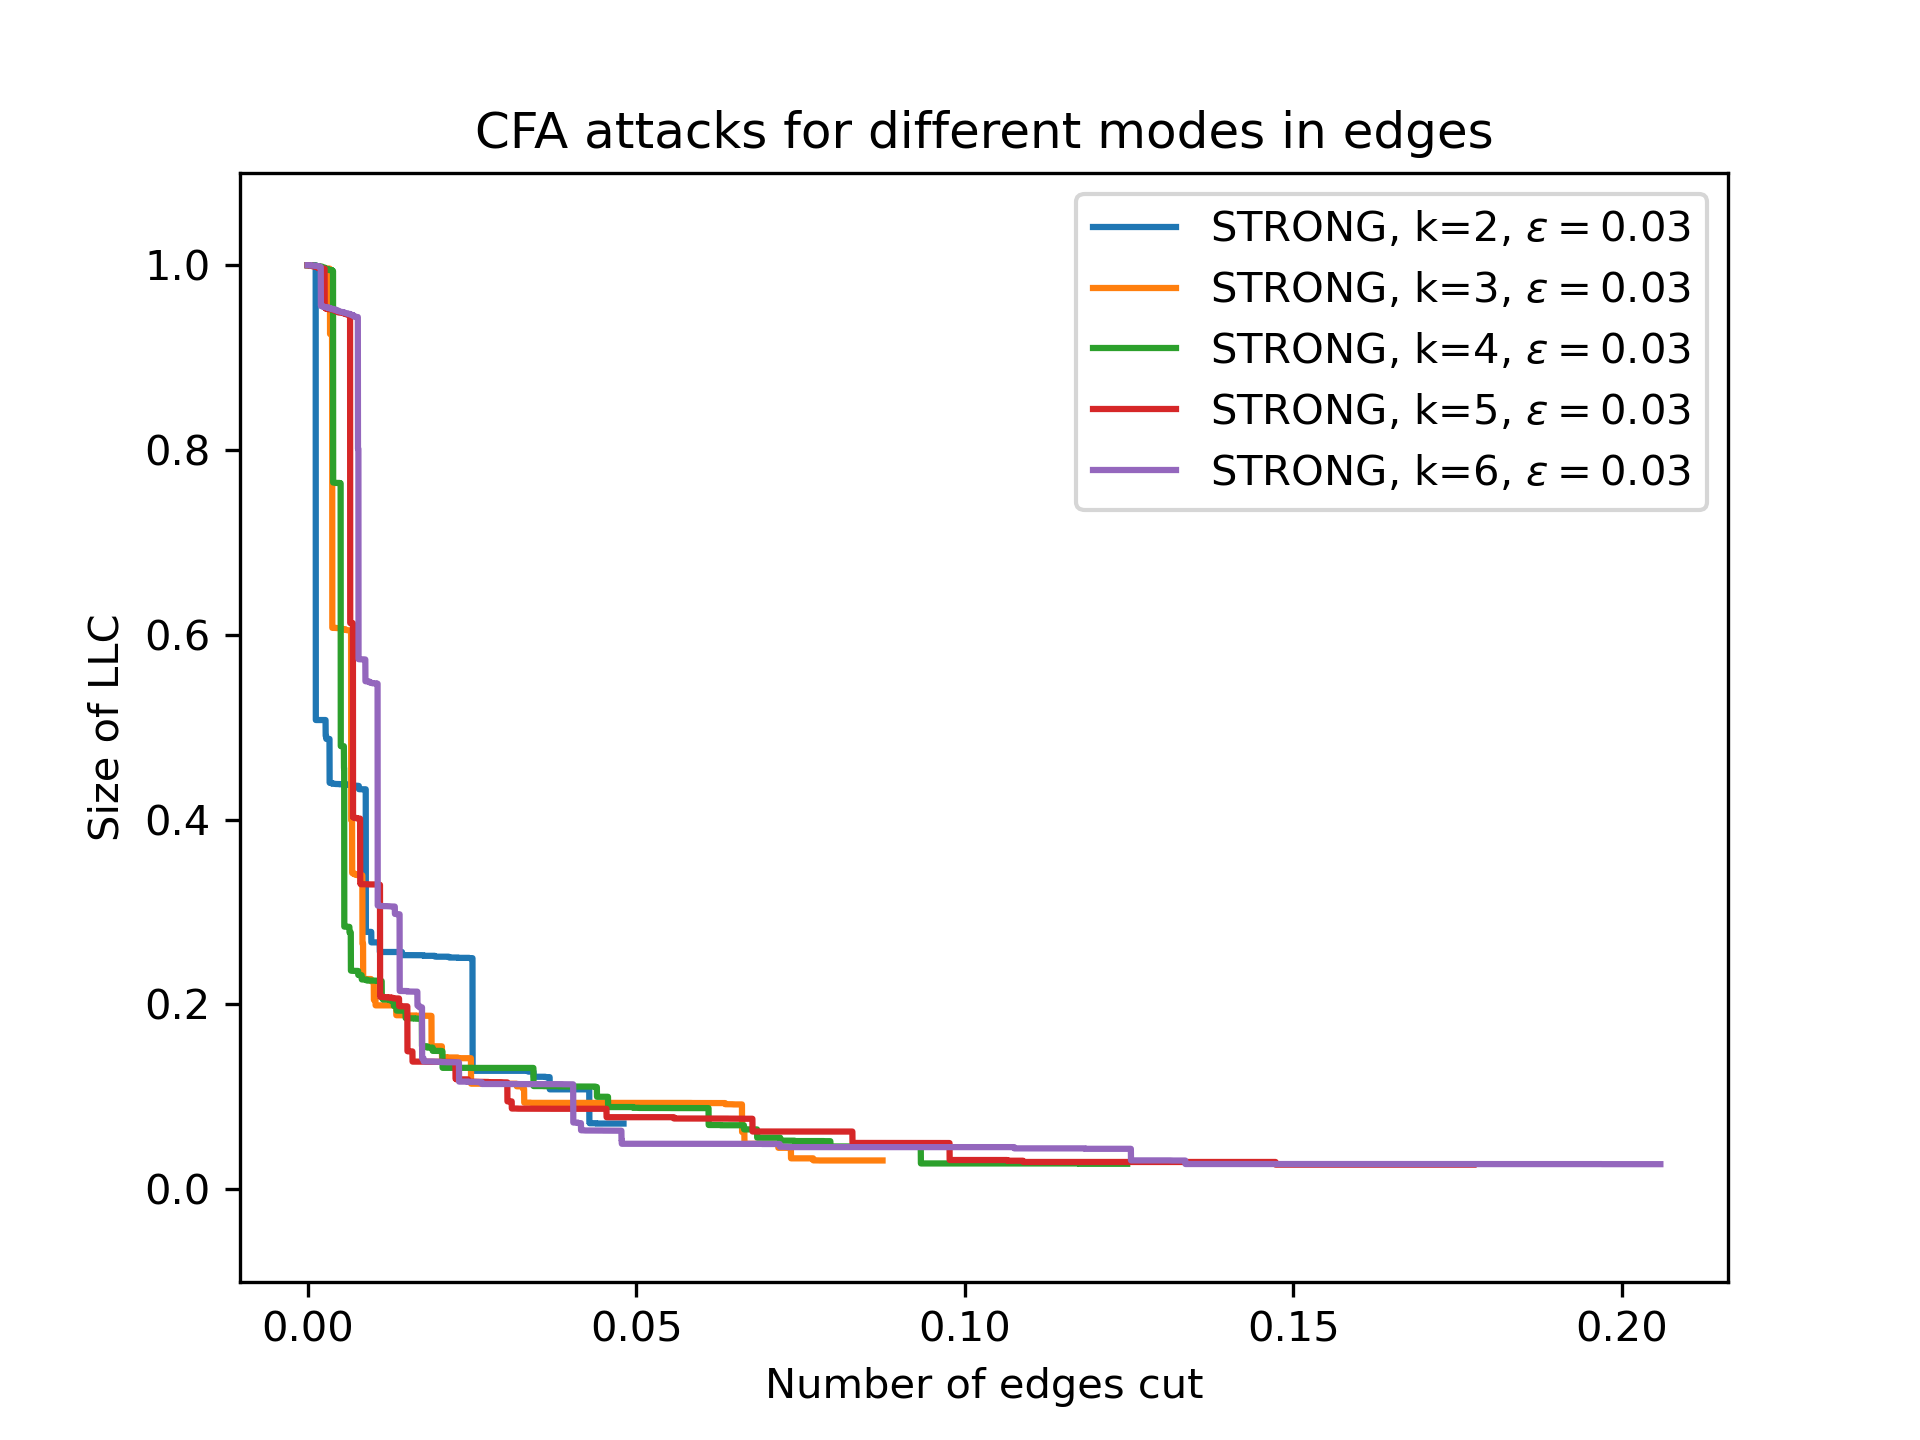 CFA attacks for different modes in edges
STRONG, k=2, ε = 0.03
STRONG, k=3, ε = 0.03
STRONG, k=4, ε = 0.03
STRONG, k=5, ε = 0.03
STRONG, k=6, ε = 0.03
Size of LLC
1.0
0.8
0.6
0.4
0.2
0.0
0.00 0.05 0.10 0.15 0.20
Number of edges cut